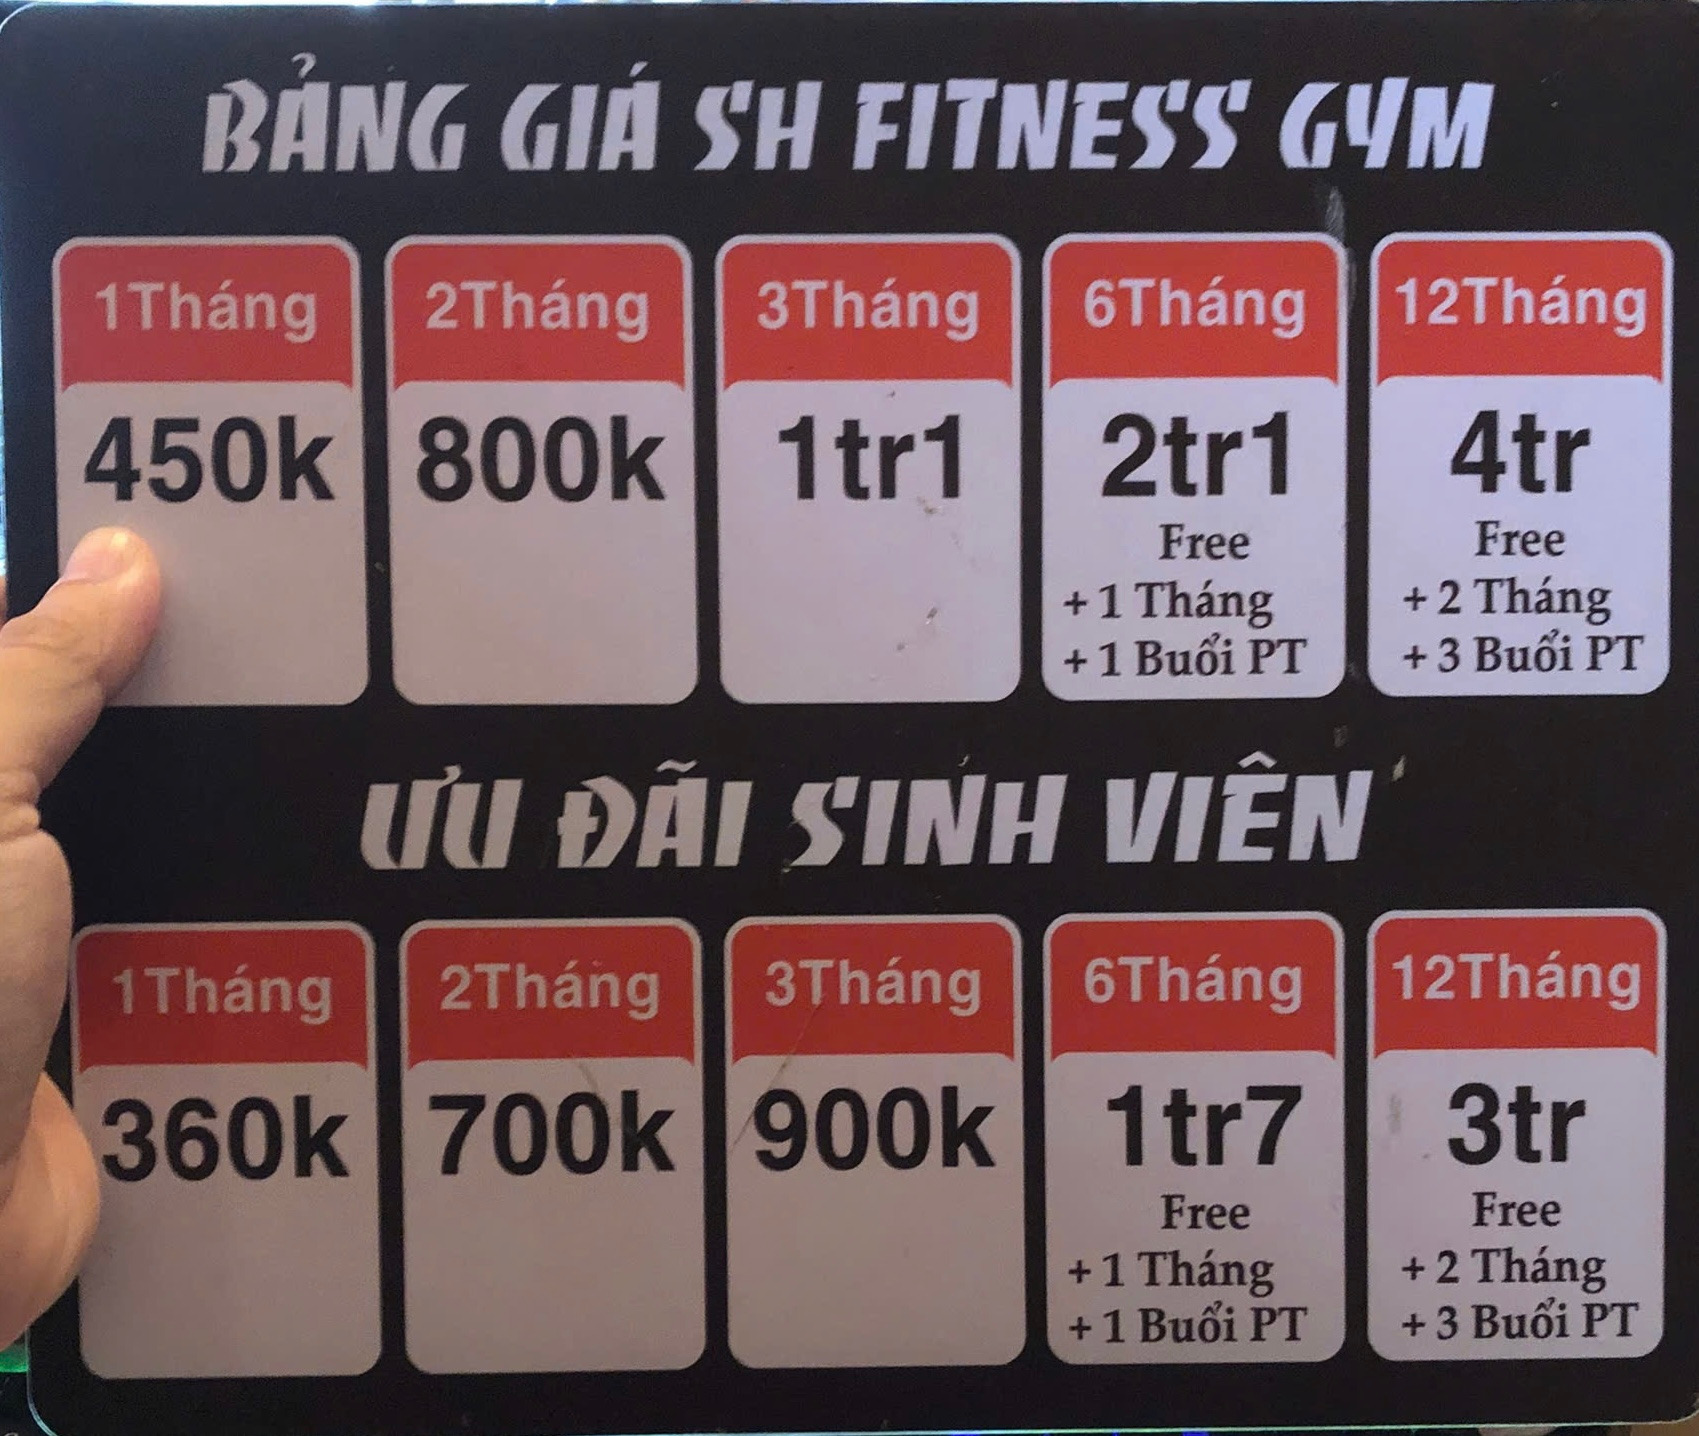 BẢNG GIÁ SH FITNESS GYM
1Tháng
450k
2Tháng
800k
3Tháng
1tr1
6Tháng
2tr1
Free
+ 1 Tháng
+ 1 Buổi PT
12Tháng
4tr
Free
+ 2 Tháng
+ 3 Buổi PT
ƯU ĐÃI SINH VIÊN
1Tháng
360k
2Tháng
700k
3Tháng
900k
6Tháng
1tr7
Free
+ 1 Tháng
+ 1 Buổi PT
12Tháng
3tr
Free
+ 2 Tháng
+ 3 Buổi PT